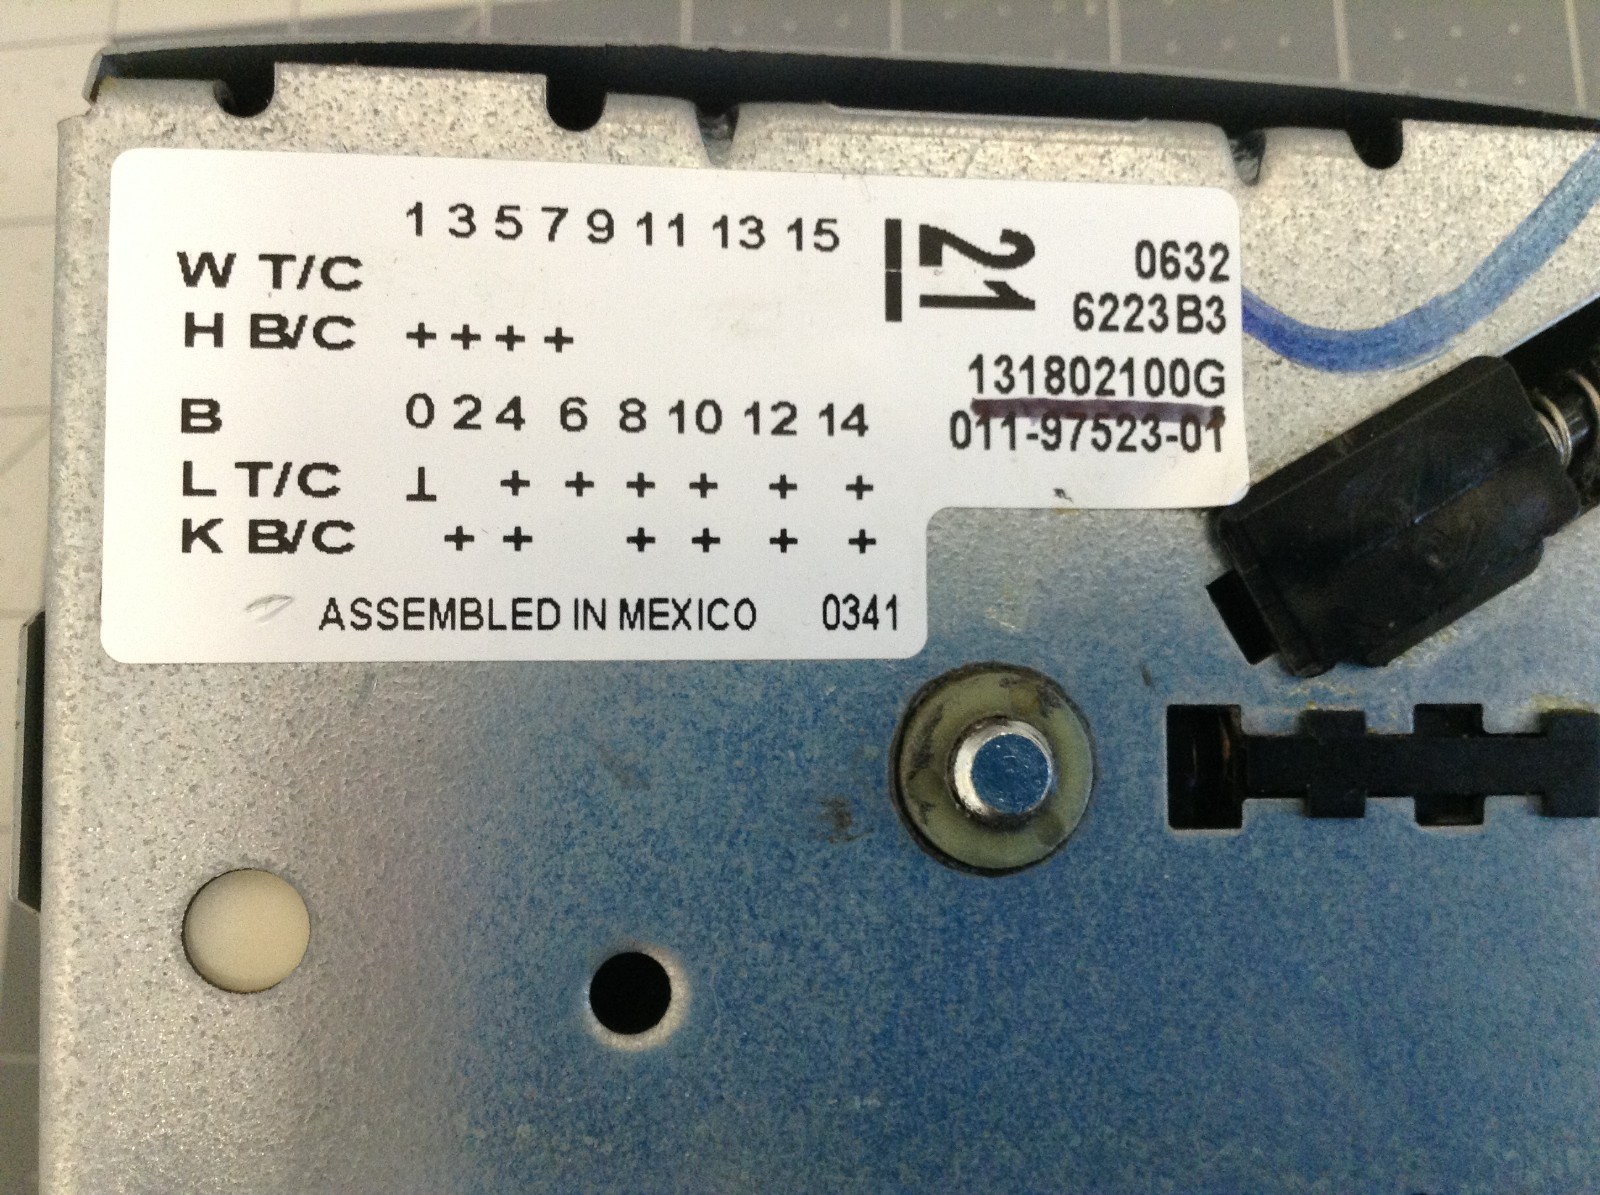 1 3 5 7 9 11 13 15
W T/C
H B/C + + + +
B 0 2 4 6 8 10 12 14
L T/C ⊥ + + + + + +
K B/C + + + + + +
ASSEMBLED IN MEXICO 0341
21
0632
6223B3
131802100G
011-97523-01